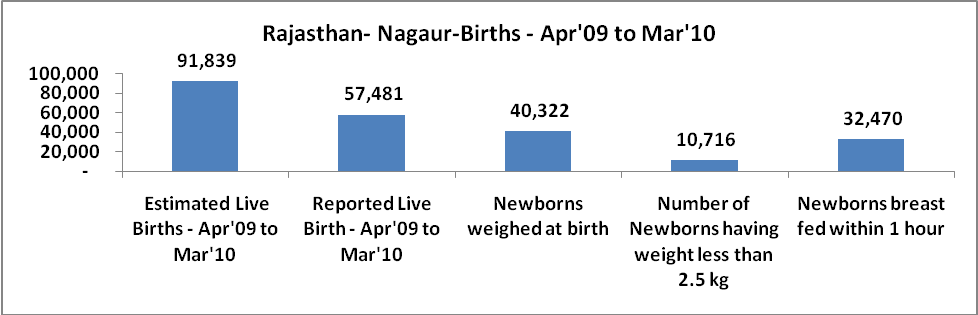 Rajasthan- Nagaur-Births - Apr'09 to Mar'10
91,839
57,481
40,322
10,716
32,470
100,000
80,000
60,000
40,000
20,000
-
Estimated Live
Births - Apr'09 to
Mar'10
Reported Live
Birth - Apr'09 to
Mar'10
Newborns
weighed at birth
Number of
Newborns having
weight less than
2.5 kg
Newborns breast
fed within 1 hour